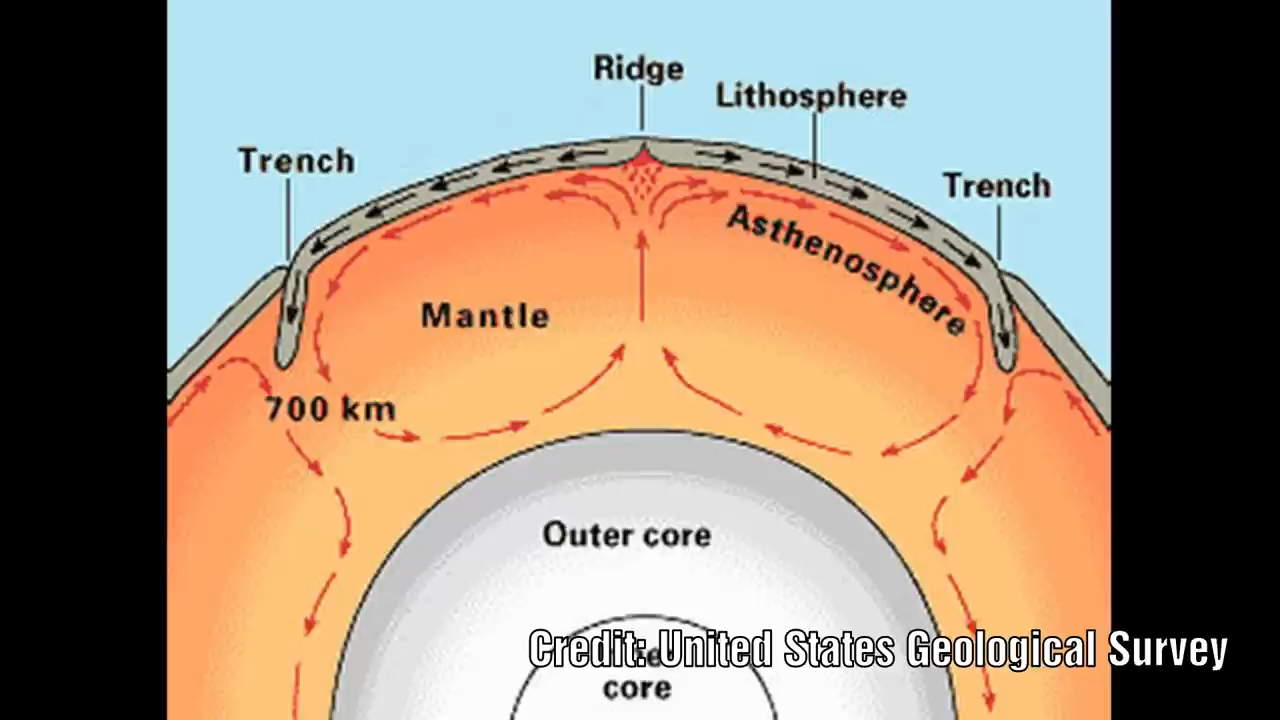 Ridge
Lithosphere
Trench
Trench
Asthenosphere
Mantle
700 km
Outer core
core
Credit: United States Geological Survey